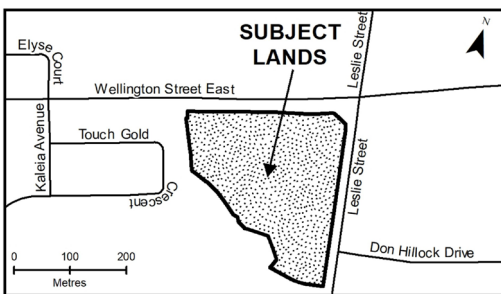 SUBJECT
LANDS
N
Elyse Court
Leslie Street
Wellington Street East
Kaleia Avenue
Touch Gold
Crescent
Leslie Street
Don Hillock Drive
0 100 200
Metres